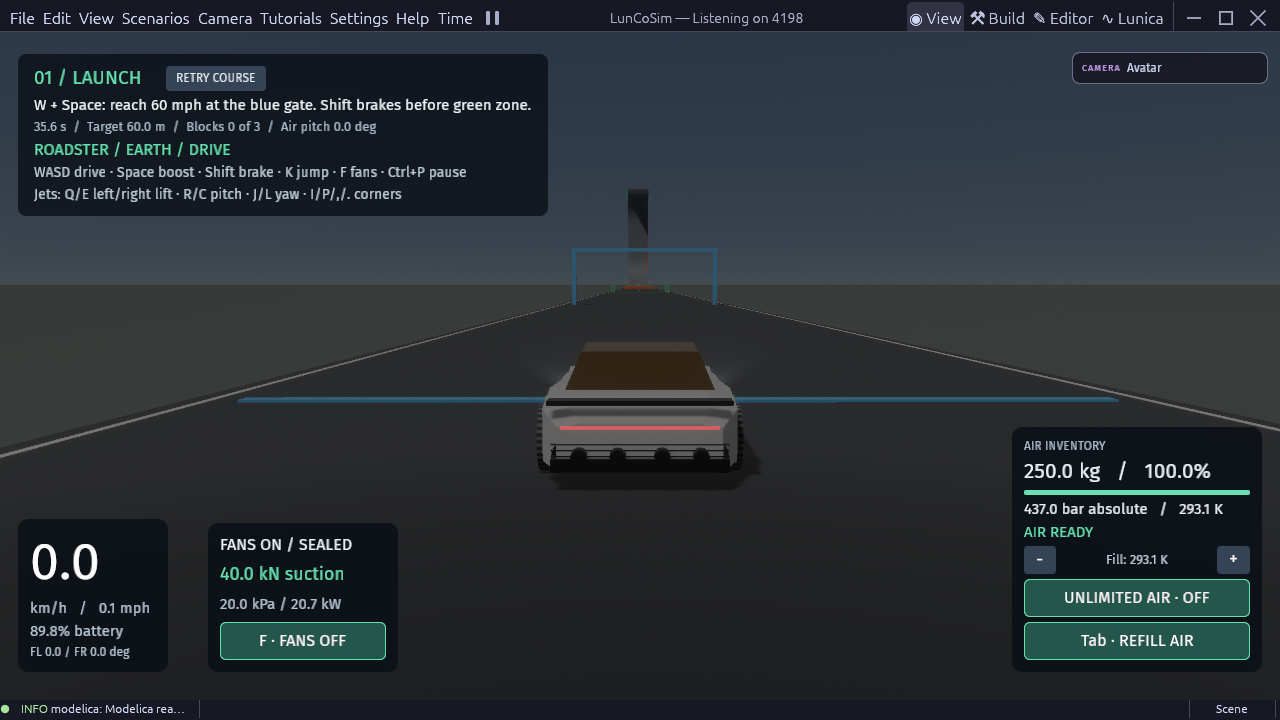 File Edit View Scenarios Camera Tutorials Settings Help Time
LunCoSim — Listening on 4198
View Build Editor Lunica
01 / LAUNCH RETRY COURSE
W + Space: reach 60 mph at the blue gate. Shift brakes before green zone.
35.6 s / Target 60.0 m / Blocks 0 of 3 / Air pitch 0.0 deg
ROADSTER / EARTH / DRIVE
WASD drive · Space boost · Shift brake · K jump · F fans · Ctrl+P pause
Jets: Q/E left/right lift · R/C pitch · J/L yaw · I/P/,/. corners
CAMERA Avatar
0.0
km/h / 0.1 mph
89.8% battery
FL 0.0 / FR 0.0 deg
FANS ON / SEALED
40.0 kN suction
20.0 kPa / 20.7 kW
F · FANS OFF
AIR INVENTORY
250.0 kg / 100.0%
437.0 bar absolute / 293.1 K
AIR READY
- Fill: 293.1 K +
UNLIMITED AIR · OFF
Tab · REFILL AIR
INFO modelica: Modelica rea…
Scene